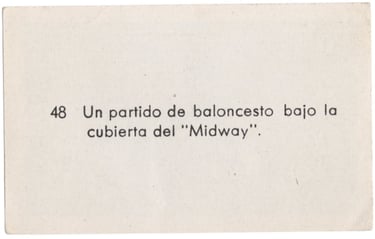 48 Un partido de baloncesto bajo la
cubierta del "Midway".